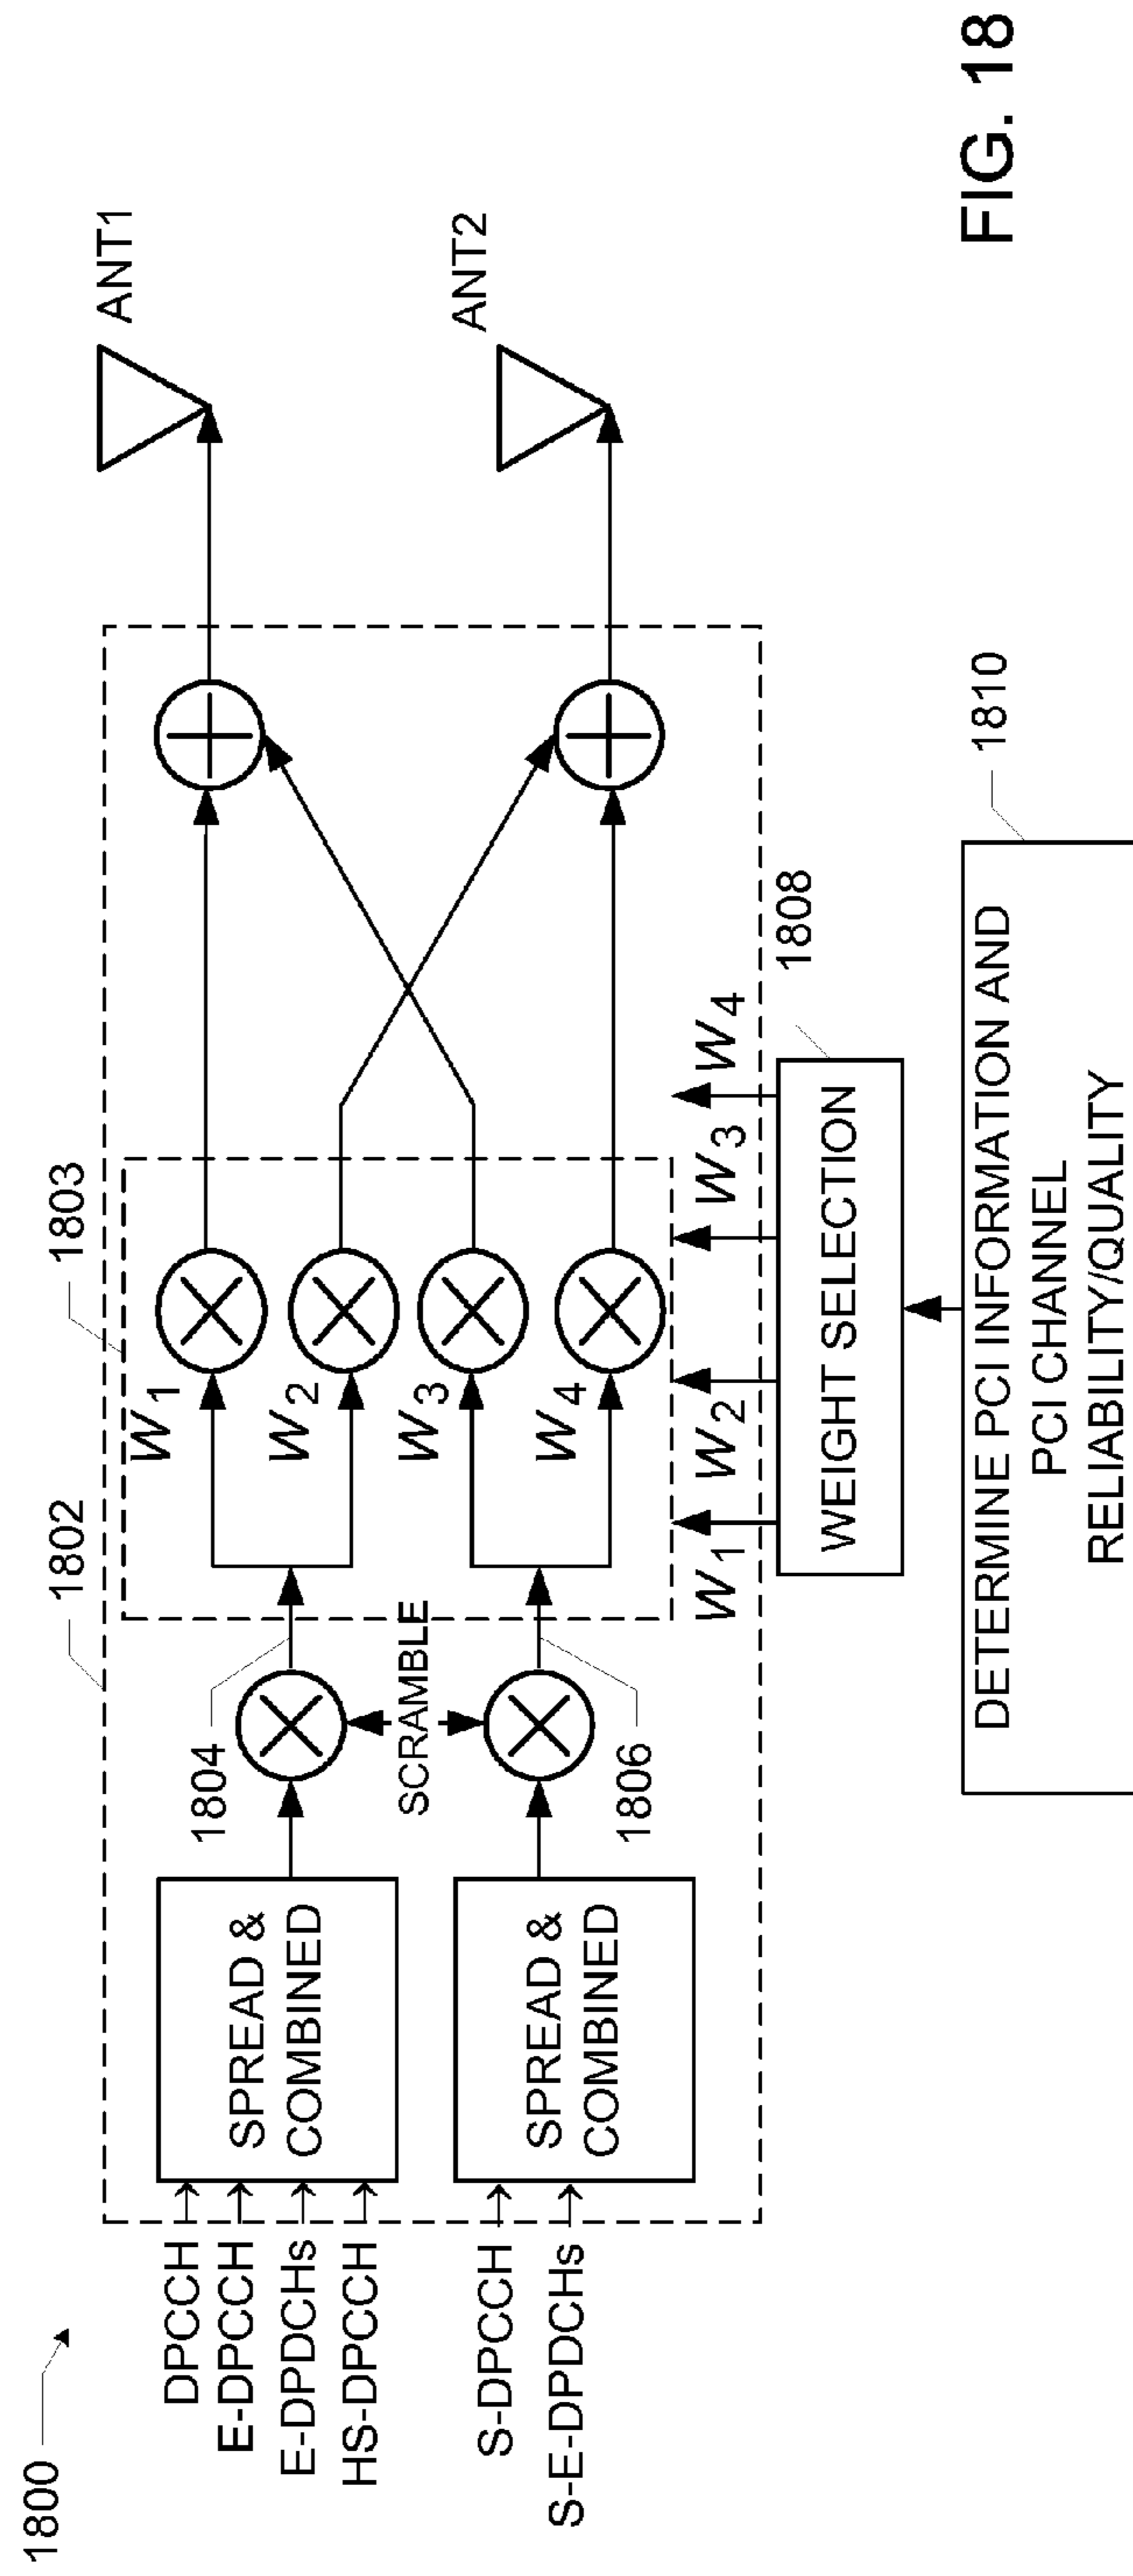 1800
1802
1803
DPCCH
E-DPCCH
E-DPDCHs
HS-DPCCH
S-DPCCH
S-E-DPDCHs
SPREAD &
COMBINED
SPREAD &
COMBINED
1804
SCRAMBLE
1806
W1
W2
W3
W4
ANT1
ANT2
W1 W2 W3 W4
1808
WEIGHT SELECTION
1810
DETERMINE PCI INFORMATION AND
PCI CHANNEL
RELIABILITY/QUALITY
FIG. 18